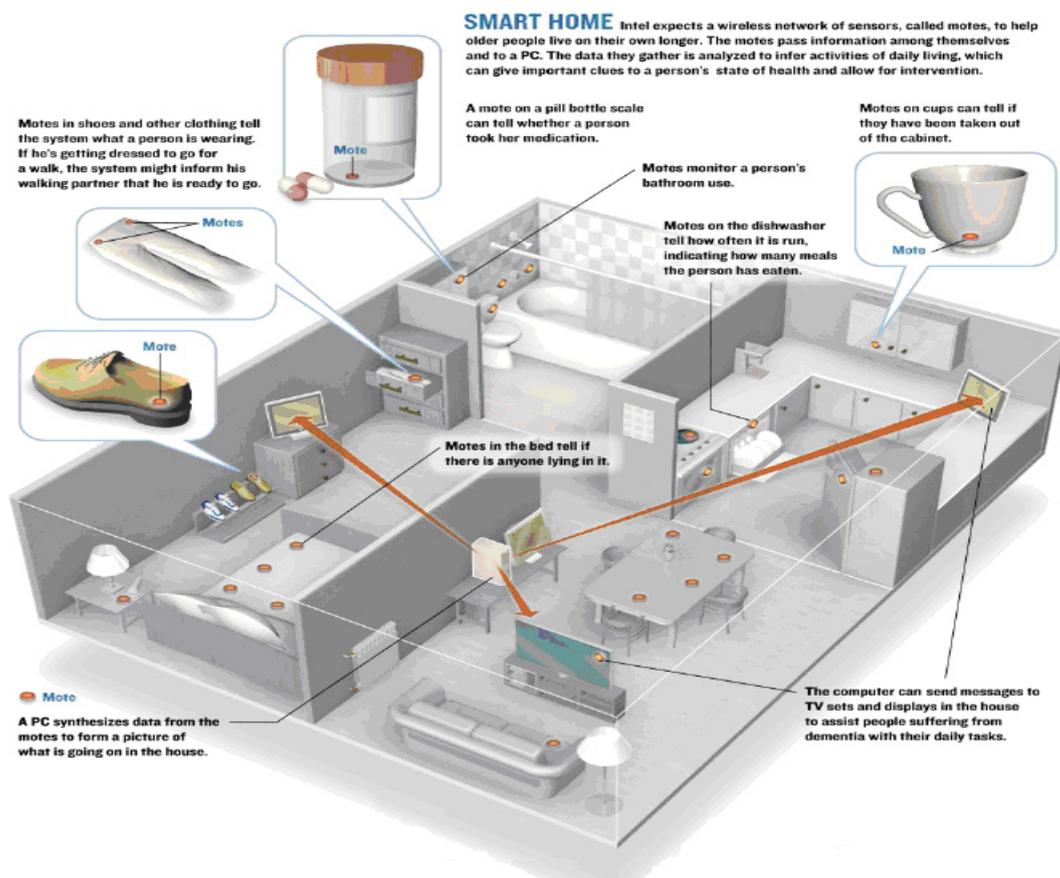 SMART HOME Intel expects a wireless network of sensors, called motes, to help
older people live on their own longer. The motes pass information among themselves
and to a PC. The data they gather is analyzed to infer activities of daily living, which
can give important clues to a person's state of health and allow for intervention.
A mote on a pill bottle scale
can tell whether a person
took her medication.
Motes on cups can tell if
they have been taken out
of the cabinet.
Motes in shoes and other clothing tell
the system what a person is wearing.
If he's getting dressed to go for
a walk, the system might inform his
walking partner that he is ready to go.
Mote
Motes monitor a person's
bathroom use.
Motes
Motes on the dishwasher
tell how often it is run,
indicating how many meals
the person has eaten.
Mote
Mote
Motes in the bed tell if
there is anyone lying in it.
Mote
A PC synthesizes data from the
motes to form a picture of
what is going on in the house.
The computer can send messages to
TV sets and displays in the house
to assist people suffering from
dementia with their daily tasks.